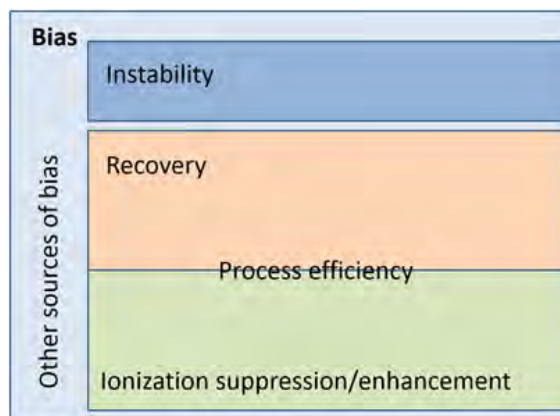 Bias
Instability
Other sources of bias
Recovery
Process efficiency
Ionization suppression/enhancement